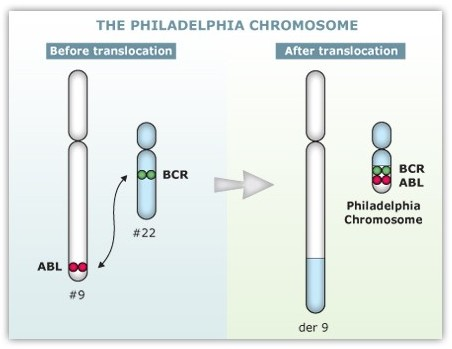 THE PHILADELPHIA CHROMOSOME
Before translocation
After translocation
BCR
#22
ABL
#9
BCR
ABL
Philadelphia
Chromosome
der 9